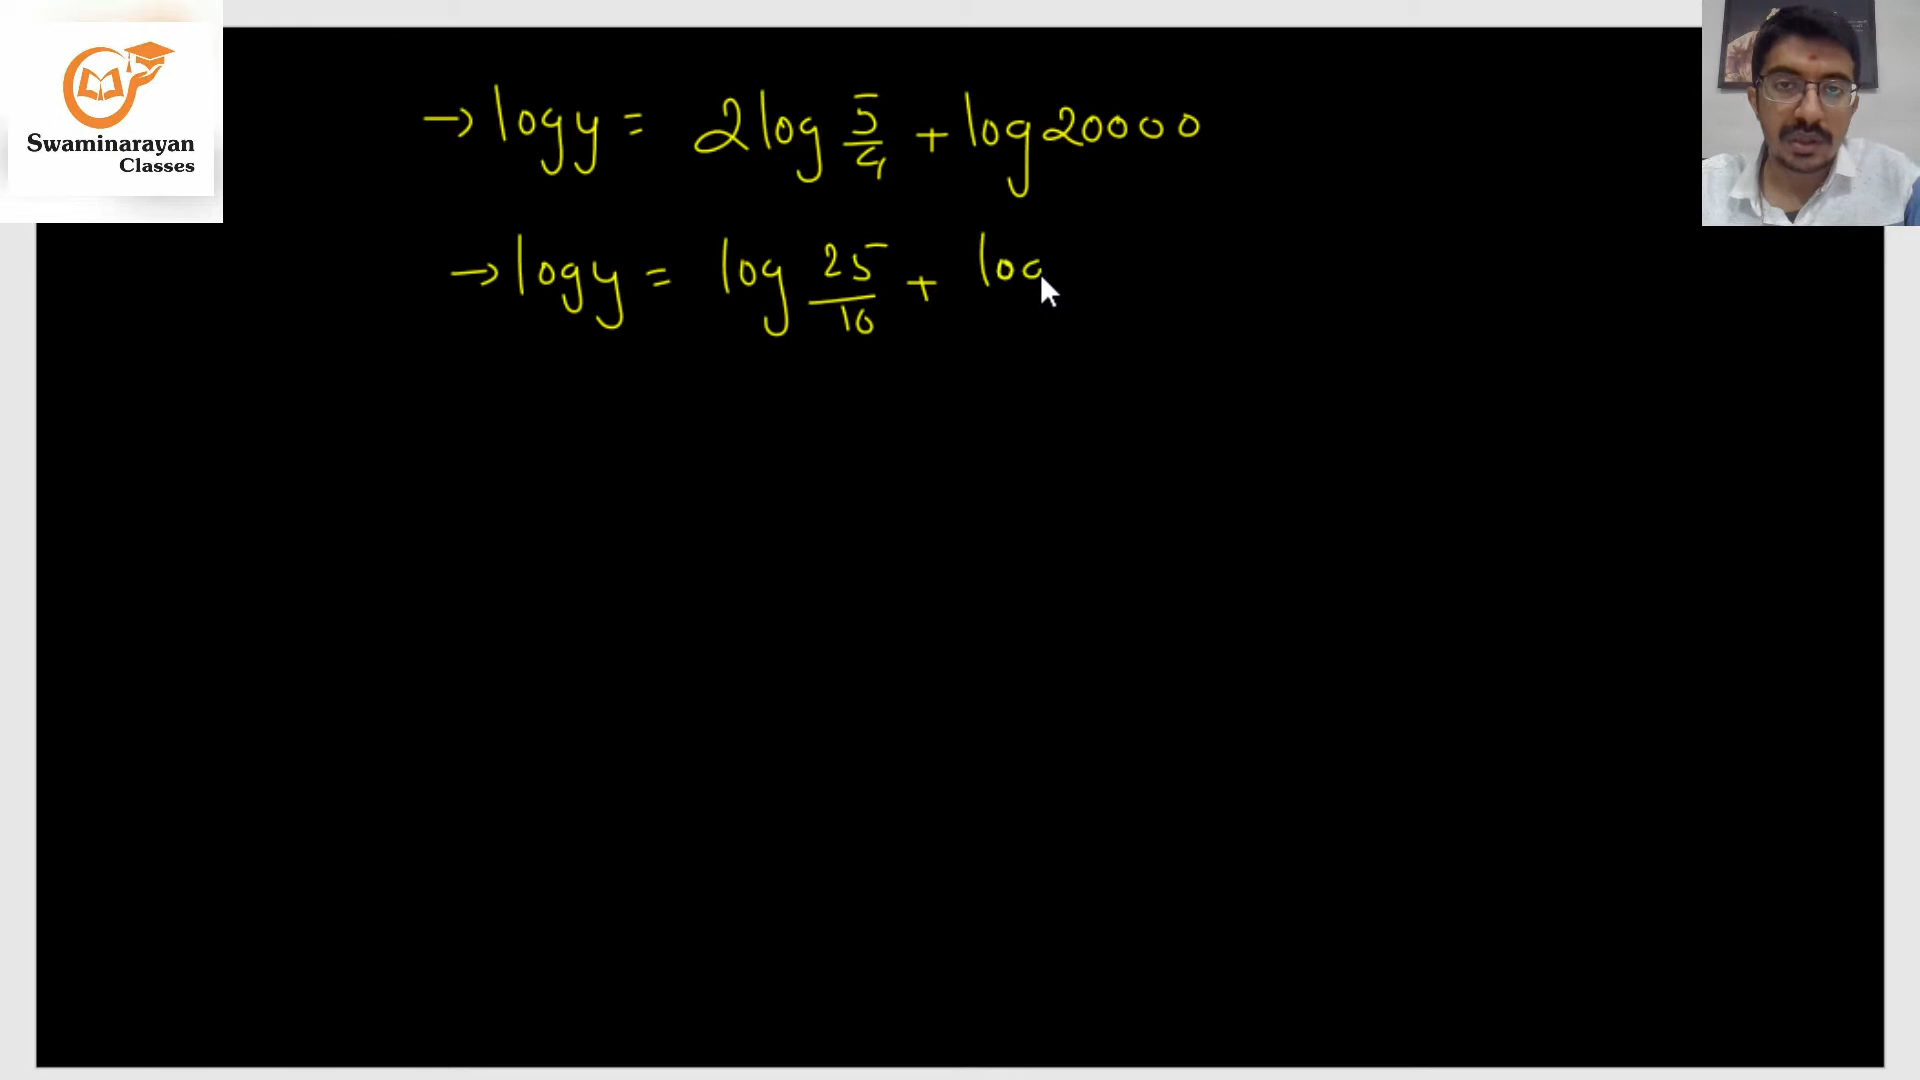 Swaminarayan
Classes
→ log y = 2 log 5/4 + log 20000
→ log y = log 25/16 + log